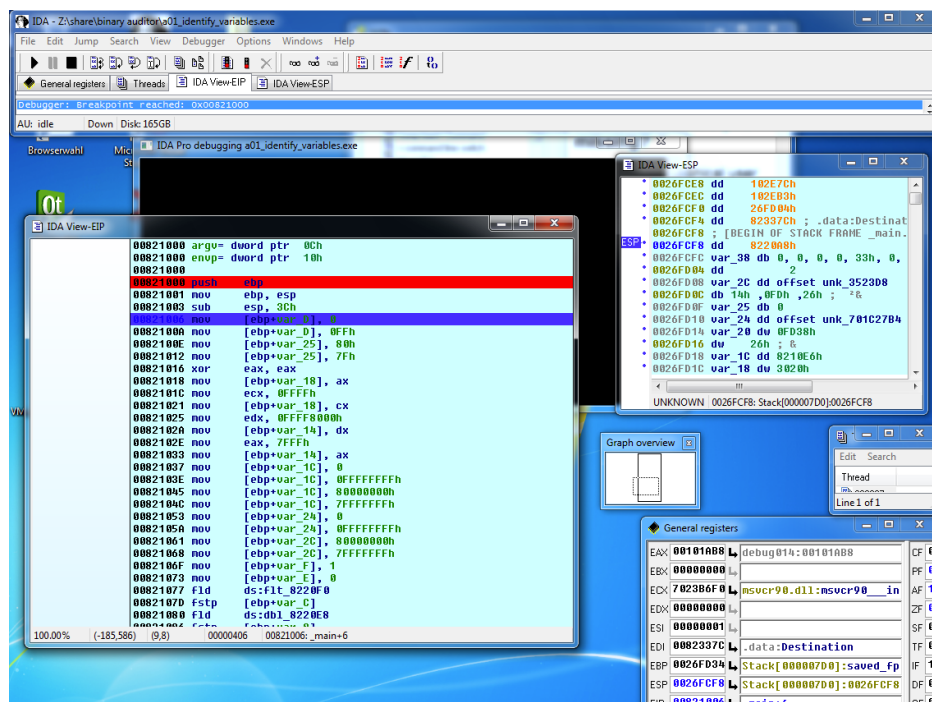 IDA - Z:\share\binary auditor\a01_identify_variables.exe
File Edit Jump Search View Debugger Options Windows Help
General registers Threads IDA View-EIP IDA View-ESP
Debugger: Breakpoint reached: 0x00821000
AU: idle Down Disk: 165GB
Browserwahl
IDA Pro debugging a01_identify_variables.exe
IDA View-ESP
0026FCE8 dd 102E7Ch
0026FCEC dd 102EB3h
0026FCF0 dd 26FD04h
0026FCF4 dd 82337Ch ; .data:Destinat
0026FCF8 ; [BEGIN OF STACK FRAME _main.
ESP 0026FCF8 dd 8220A8h
0026FCFC var_38 db 0, 0, 0, 0, 33h, 0,
0026FD04 dd 2
0026FD08 var_2C dd offset unk_3523D8
0026FD0C db 14h ,0FDh ,26h ; ²&
0026FD0F var_25 db 0
0026FD10 var_24 dd offset unk_701C27B4
0026FD14 var_20 dw 0FD38h
0026FD16 dw 26h ; &
0026FD18 var_1C dd 8210E6h
0026FD1C var_18 dw 3020h
UNKNOWN 0026FCF8: Stack[000007D0]:0026FCF8
IDA View-EIP
00821000 argv= dword ptr 0Ch
00821000 envp= dword ptr 10h
00821000
00821000 push ebp
00821001 mov ebp, esp
00821003 sub esp, 3Ch
00821006 mov
0082100A mov [ebp+var_D], 0FFh
0082100E mov [ebp+var_25], 80h
00821012 mov [ebp+var_25], 7Fh
00821016 xor eax, eax
00821018 mov [ebp+var_18], ax
0082101C mov ecx, 0FFFFh
00821021 mov [ebp+var_18], cx
00821025 mov edx, 0FFFF8000h
0082102A mov [ebp+var_14], dx
0082102E mov eax, 7FFFh
00821033 mov [ebp+var_14], ax
00821037 mov [ebp+var_1C], 0
0082103E mov [ebp+var_1C], 0FFFFFFFFh
00821045 mov [ebp+var_1C], 80000000h
0082104C mov [ebp+var_1C], 7FFFFFFFh
00821053 mov [ebp+var_24], 0
0082105A mov [ebp+var_24], 0FFFFFFFFh
00821061 mov [ebp+var_2C], 80000000h
00821068 mov [ebp+var_2C], 7FFFFFFFh
0082106F mov [ebp+var_F], 1
00821073 mov [ebp+var_E], 0
00821077 fld ds:flt_8220F0
0082107D fstp [ebp+var_C]
00821080 fld ds:dbl_8220E8
100.00% (-185,586) (9,8) 00000406 00821006: _main+6
Graph overview
Edit Search
Thread
Line 1 of 1
General registers
EAX 00101AB8 debug014:00101AB8 CF
EBX 00000000 PF
ECX 7023B6F0 msvcr90.dll:msvcr90___in AF
EDX 00000000 ZF
ESI 00000001 SF
EDI 0082337C .data:Destination TF
EBP 0026FD34 Stack[000007D0]:saved_fp IF
ESP 0026FCF8 Stack[000007D0]:0026FCF8 DF